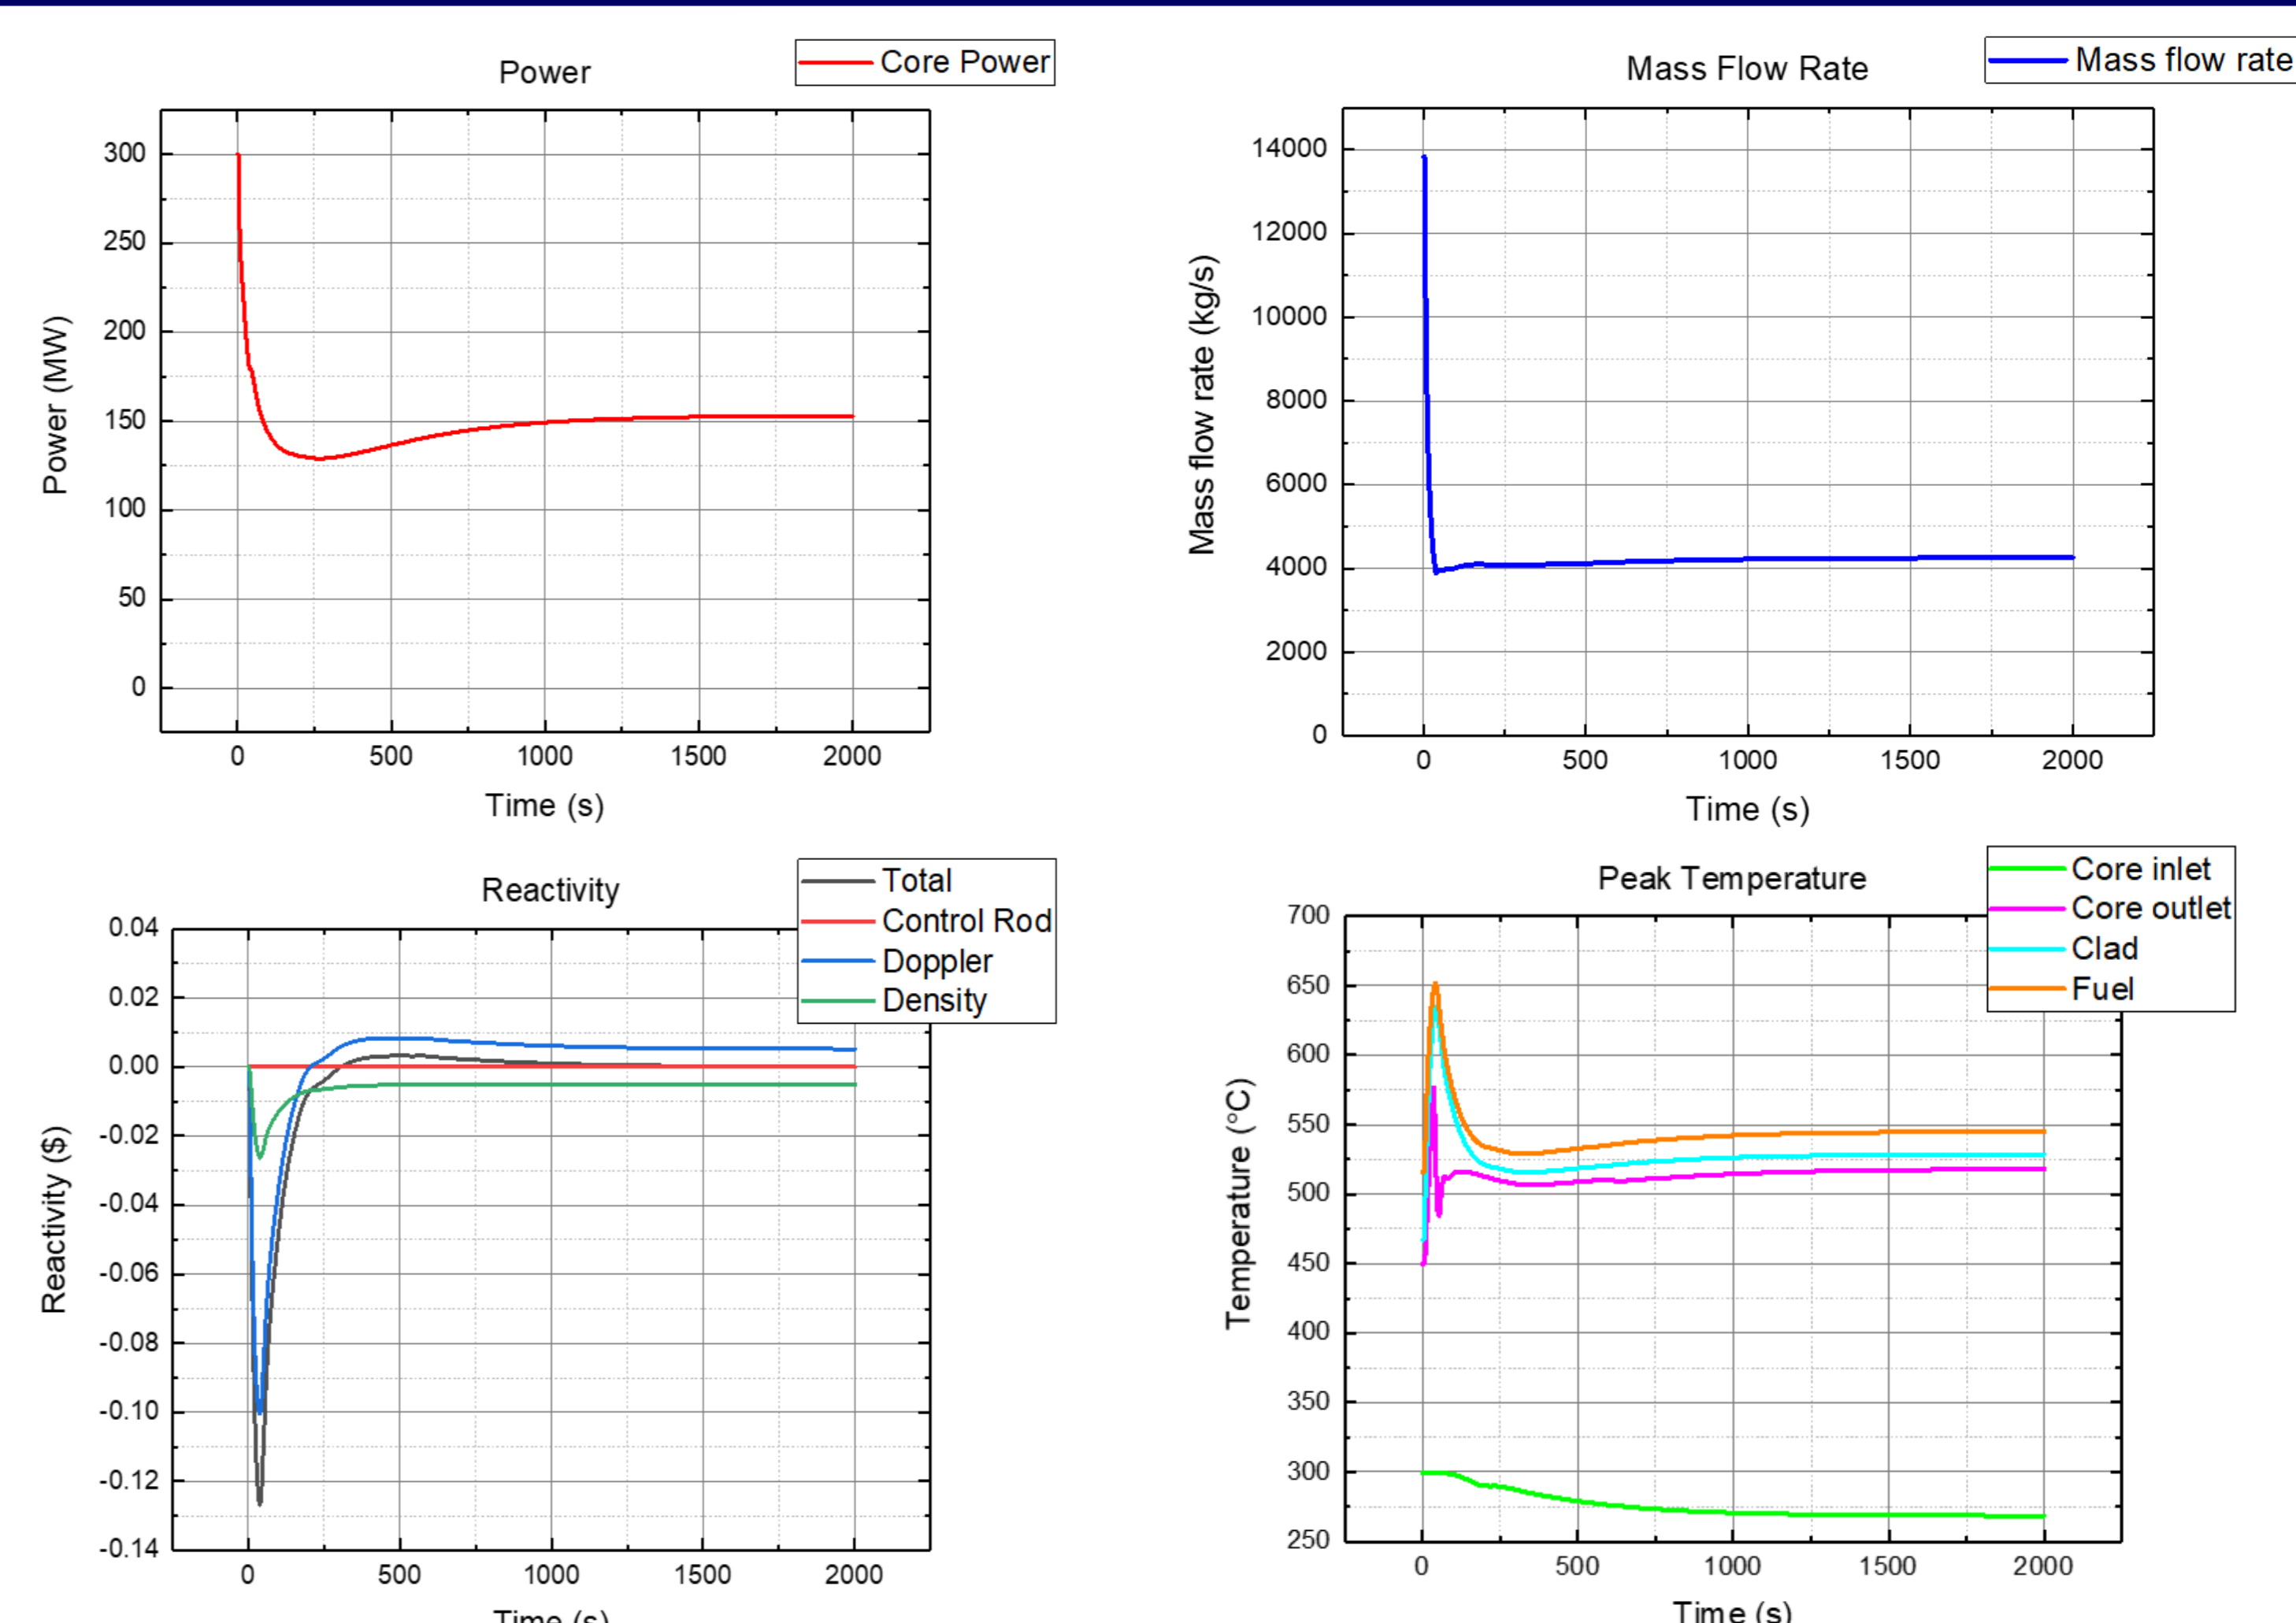 Power
Core Power
300
250
200
150
100
50
0
Power (MW)
0 500 1000 1500 2000
Time (s)
Mass Flow Rate
Mass flow rate
14000
12000
10000
8000
6000
4000
2000
0
Mass flow rate (kg/s)
0 500 1000 1500 2000
Time (s)
Reactivity
Total
Control Rod
Doppler
Density
0.04
0.02
0.00
-0.02
-0.04
-0.06
-0.08
-0.10
-0.12
-0.14
Reactivity ($)
0 500 1000 1500 2000
Time (s)
Peak Temperature
Core inlet
Core outlet
Clad
Fuel
700
650
600
550
500
450
400
350
300
250
Temperature (°C)
0 500 1000 1500 2000
Time (s)